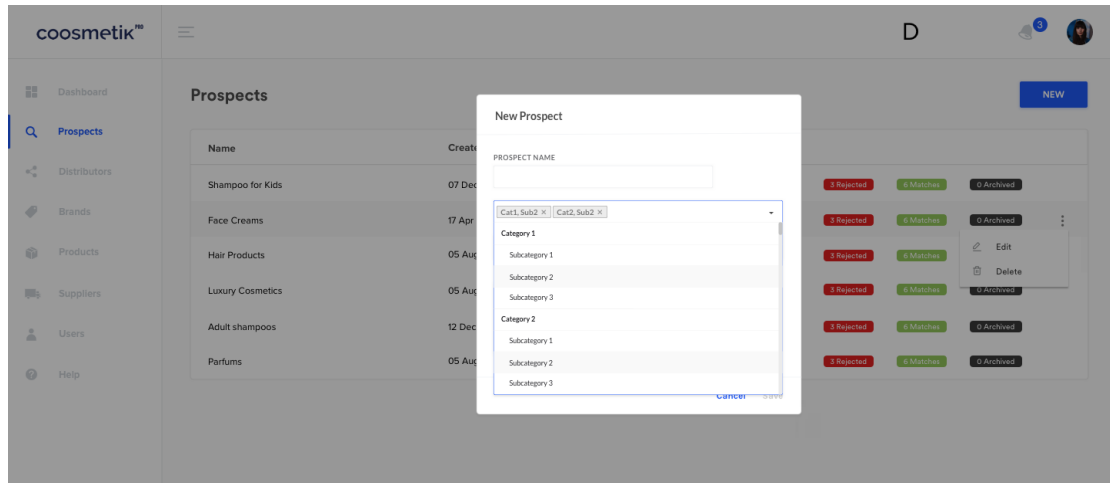 coosmetik PRO
D
3
Dashboard
Prospects
Distributors
Brands
Products
Suppliers
Users
Help
Prospects
NEW
Name
Create
Shampoo for Kids
07 Dec
3 Rejected
6 Matches
0 Archived
Face Creams
17 Apr
3 Rejected
6 Matches
0 Archived
Hair Products
05 Aug
3 Rejected
6 Matches
Luxury Cosmetics
05 Aug
3 Rejected
6 Matches
0 Archived
Adult shampoos
12 Dec
3 Rejected
6 Matches
0 Archived
Parfums
05 Aug
3 Rejected
6 Matches
0 Archived
Edit
Delete
New Prospect
PROSPECT NAME
Cat1, Sub2 × Cat2, Sub2 ×
Category 1
Subcategory 1
Subcategory 2
Subcategory 3
Category 2
Subcategory 1
Subcategory 2
Subcategory 3
Cancel
Save